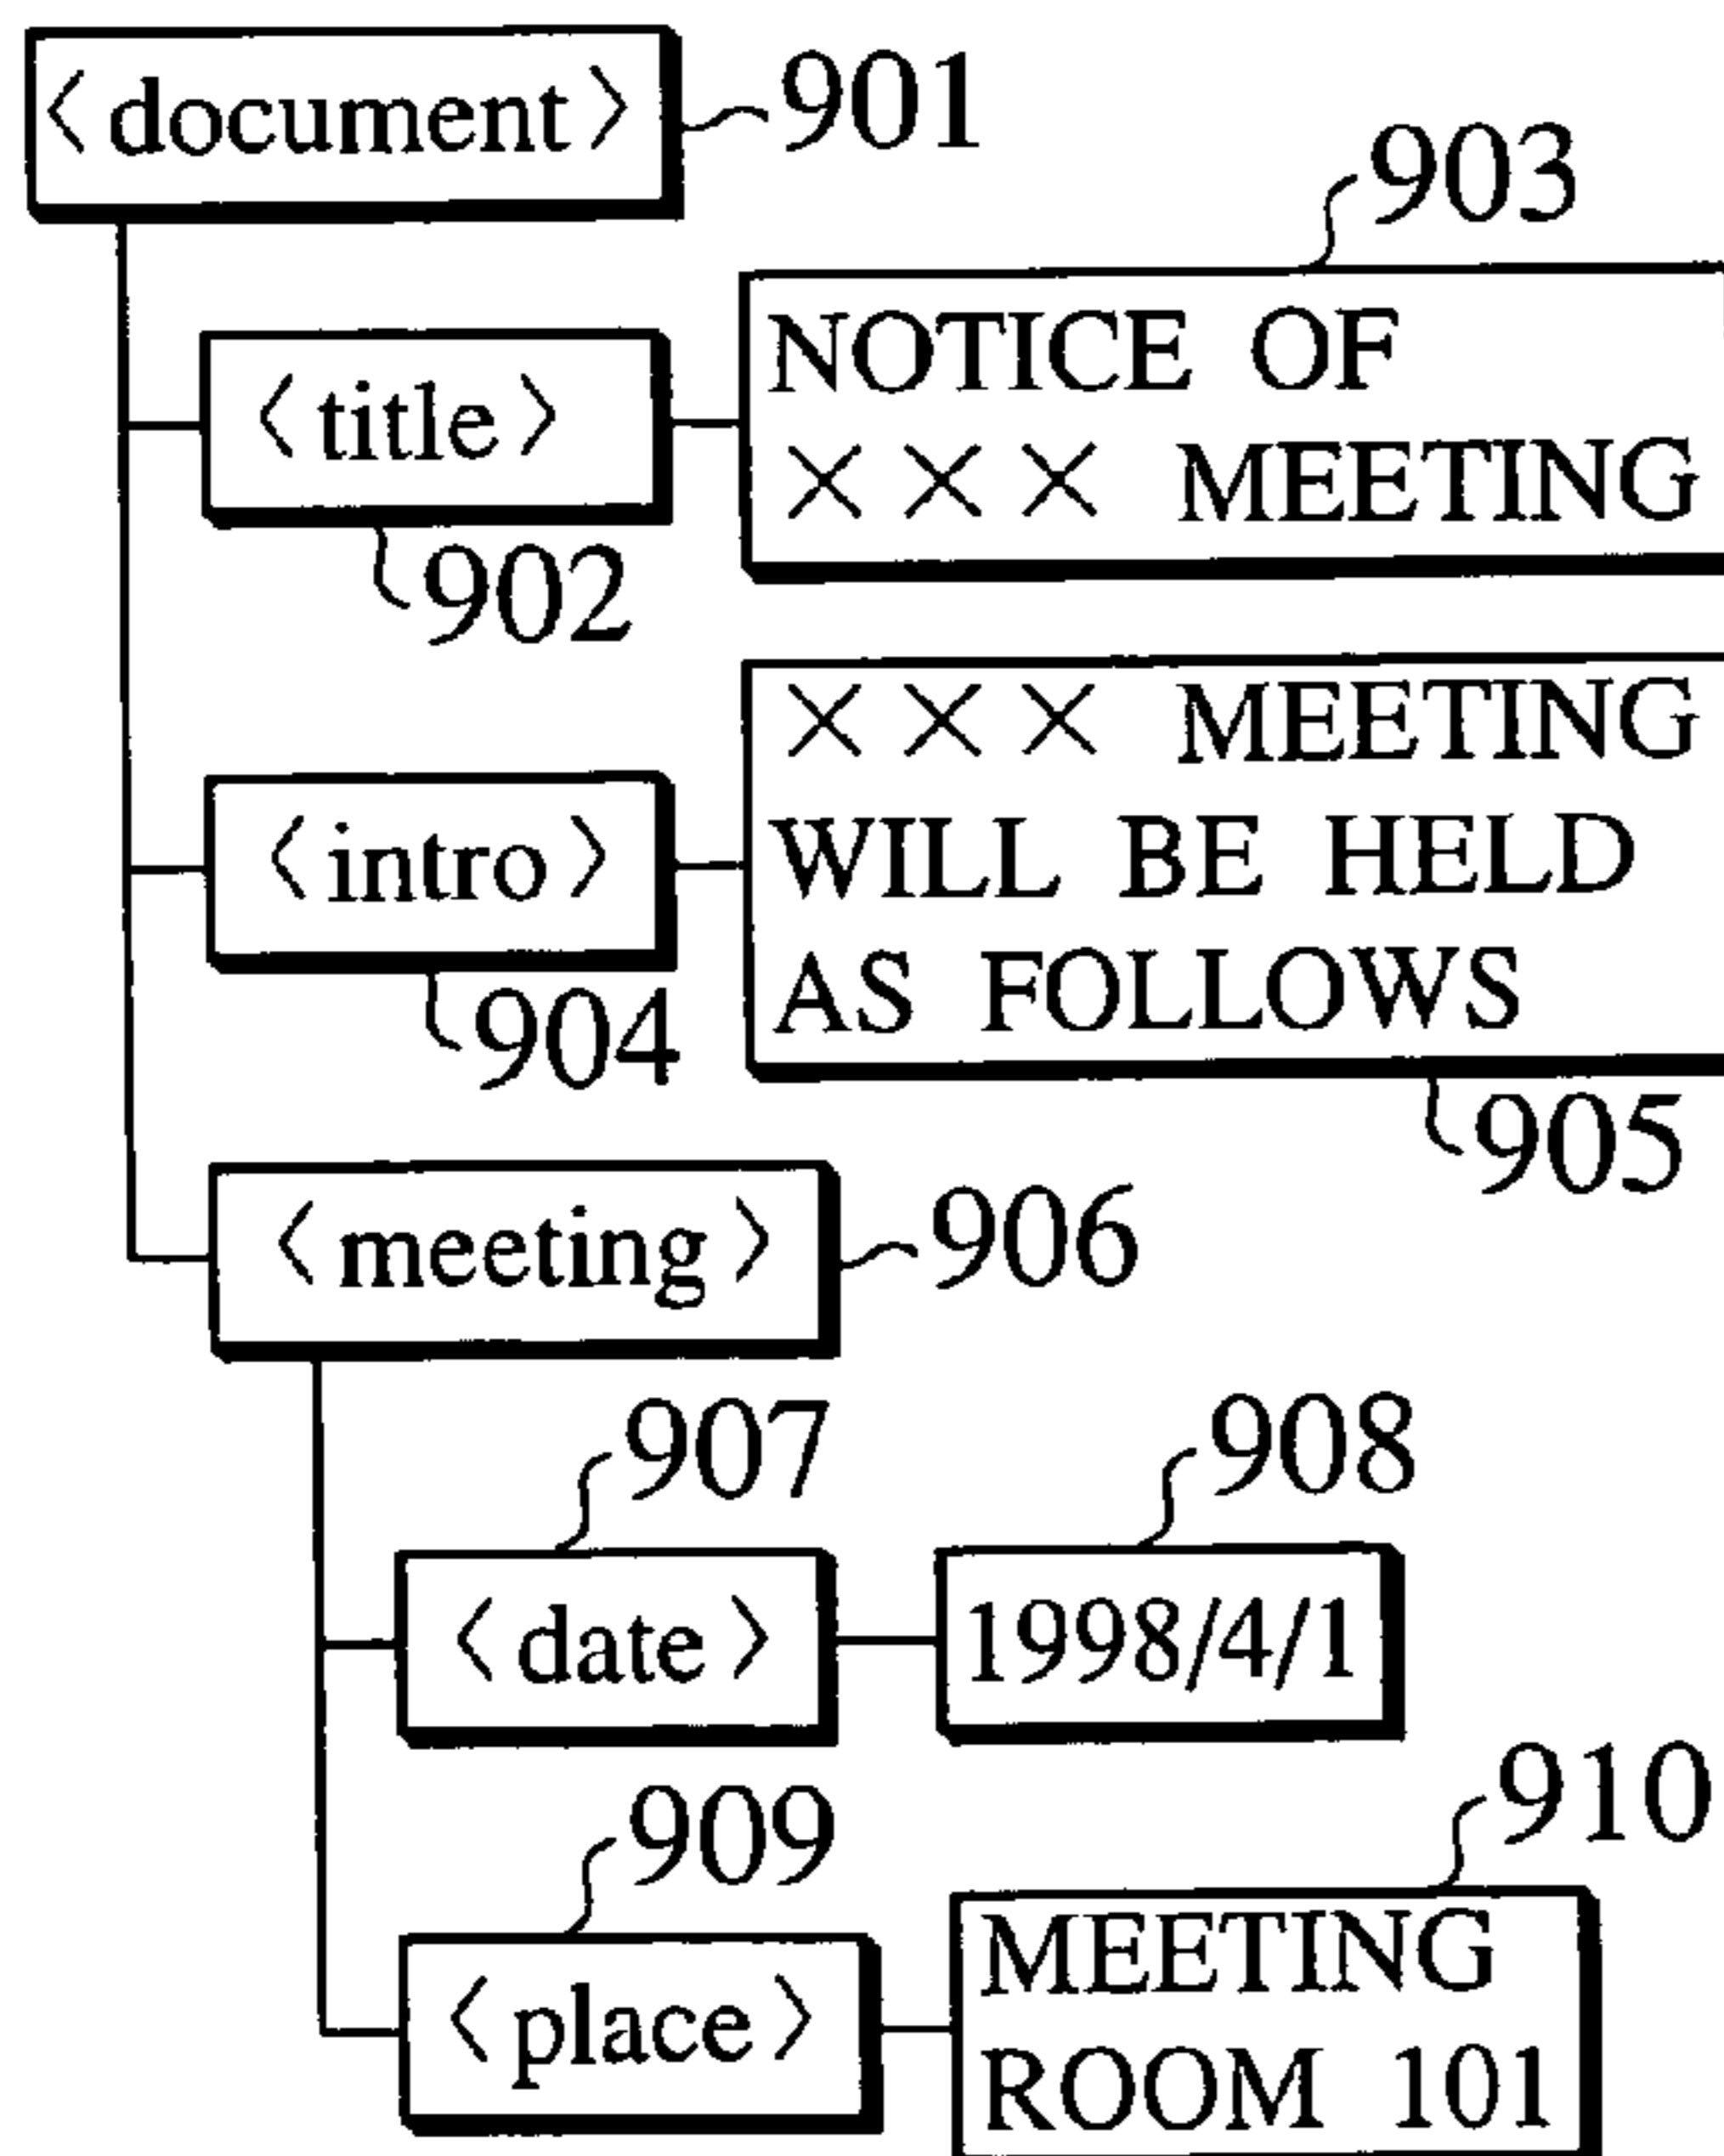 〈document〉 901
903
NOTICE OF
〈title〉
××× MEETING
902
××× MEETING
〈intro〉 WILL BE HELD
AS FOLLOWS
904
905
〈meeting〉 906
907 908
〈date〉 1998/4/1
910
909
MEETING
〈place〉
ROOM 101